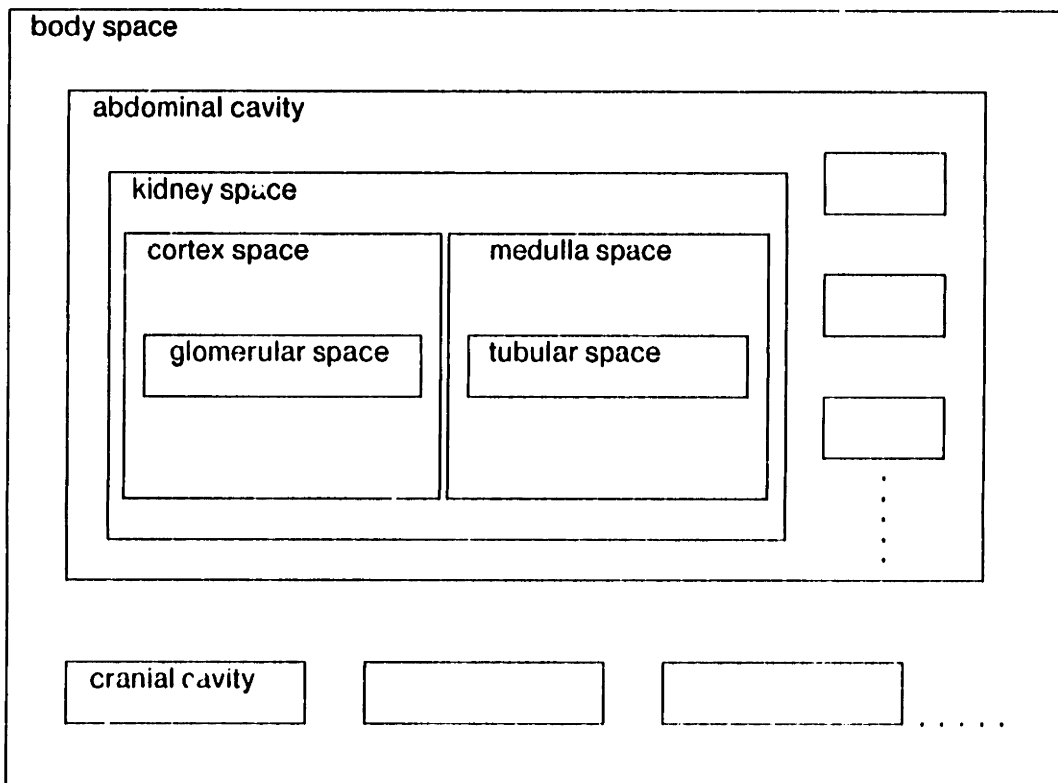 body space
abdominal cavity
kidney space
cortex space
medulla space
glomerular space
tubular space
cranial cavity